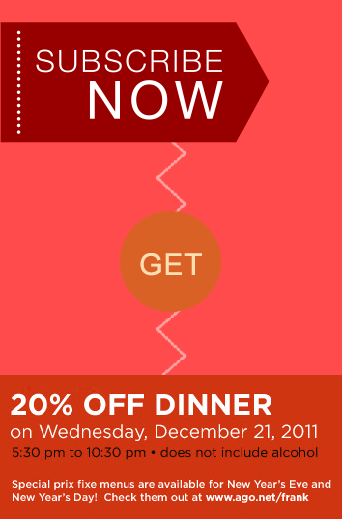 SUBSCRIBE
NOW
GET
20% OFF DINNER
on Wednesday, December 21, 2011
5:30 pm to 10:30 pm • does not include alcohol
Special prix fixe menus are available for New Year's Eve and
New Year's Day! Check them out at www.ago.net/frank